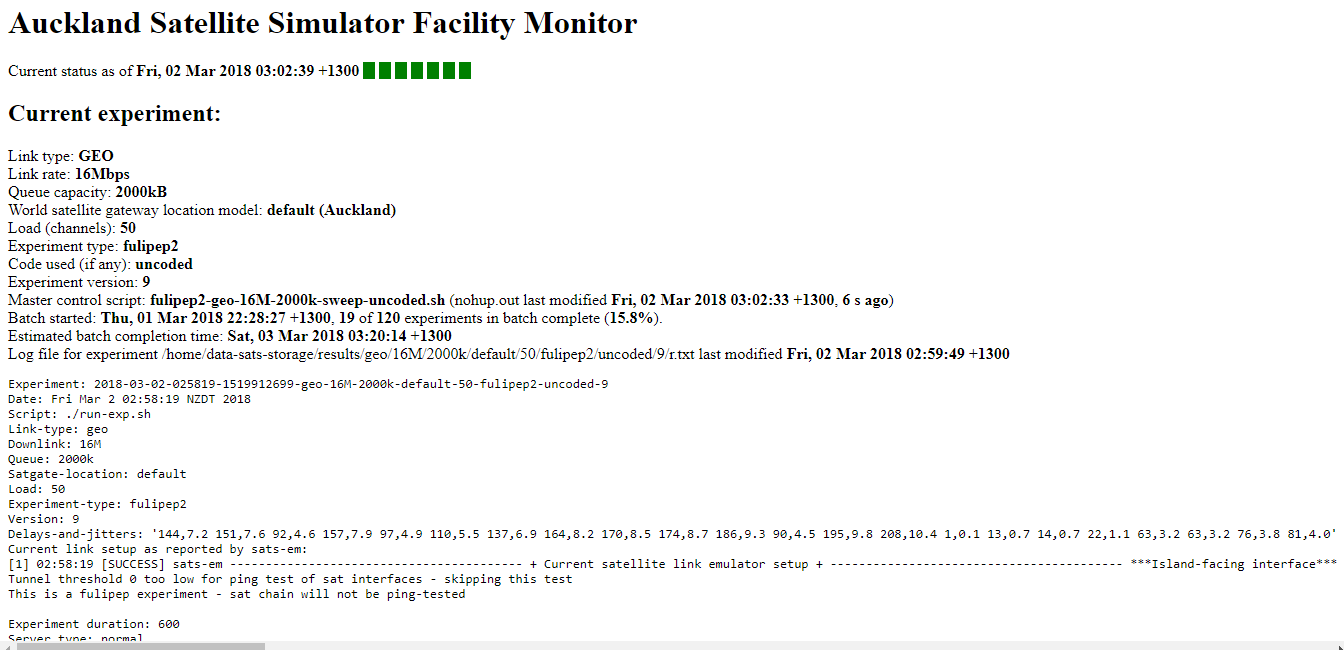 Auckland Satellite Simulator Facility Monitor
Current status as of Fri, 02 Mar 2018 03:02:39 +1300
Current experiment:
Link type: GEO
Link rate: 16Mbps
Queue capacity: 2000kB
World satellite gateway location model: default (Auckland)
Load (channels): 50
Experiment type: fulipep2
Code used (if any): uncoded
Experiment version: 9
Master control script: fulipep2-geo-16M-2000k-sweep-uncoded.sh (nohup.out last modified Fri, 02 Mar 2018 03:02:33 +1300, 6 s ago)
Batch started: Thu, 01 Mar 2018 22:28:27 +1300, 19 of 120 experiments in batch complete (15.8%).
Estimated batch completion time: Sat, 03 Mar 2018 03:20:14 +1300
Log file for experiment /home/data-sats-storage/results/geo/16M/2000k/default/50/fulipep2/uncoded/9/r.txt last modified Fri, 02 Mar 2018 02:59:49 +1300
Experiment: 2018-03-02-025819-1519912699-geo-16M-2000k-default-50-fulipep2-uncoded-9
Date: Fri Mar 2 02:58:19 NZDT 2018
Script: ./run-exp.sh
Link-type: geo
Downlink: 16M
Queue: 2000k
Satgate-location: default
Load: 50
Experiment-type: fulipep2
Version: 9
Delays-and-jitters: '144,7.2 151,7.6 92,4.6 157,7.9 97,4.9 110,5.5 137,6.9 164,8.2 170,8.5 174,8.7 186,9.3 90,4.5 195,9.8 208,10.4 1,0.1 13,0.7 14,0.7 22,1.1 63,3.2 63,3.2 76,3.8 81,4.0'
Current link setup as reported by sats-em:
[1] 02:58:19 [SUCCESS] sats-em --------------------------------------- + Current satellite link emulator setup + --------------------------------------- ***Island-facing interface***
Tunnel threshold 0 too low for ping test of sat interfaces - skipping this test
This is a fulipep experiment - sat chain will not be ping-tested
Experiment duration: 600
Server type: normal